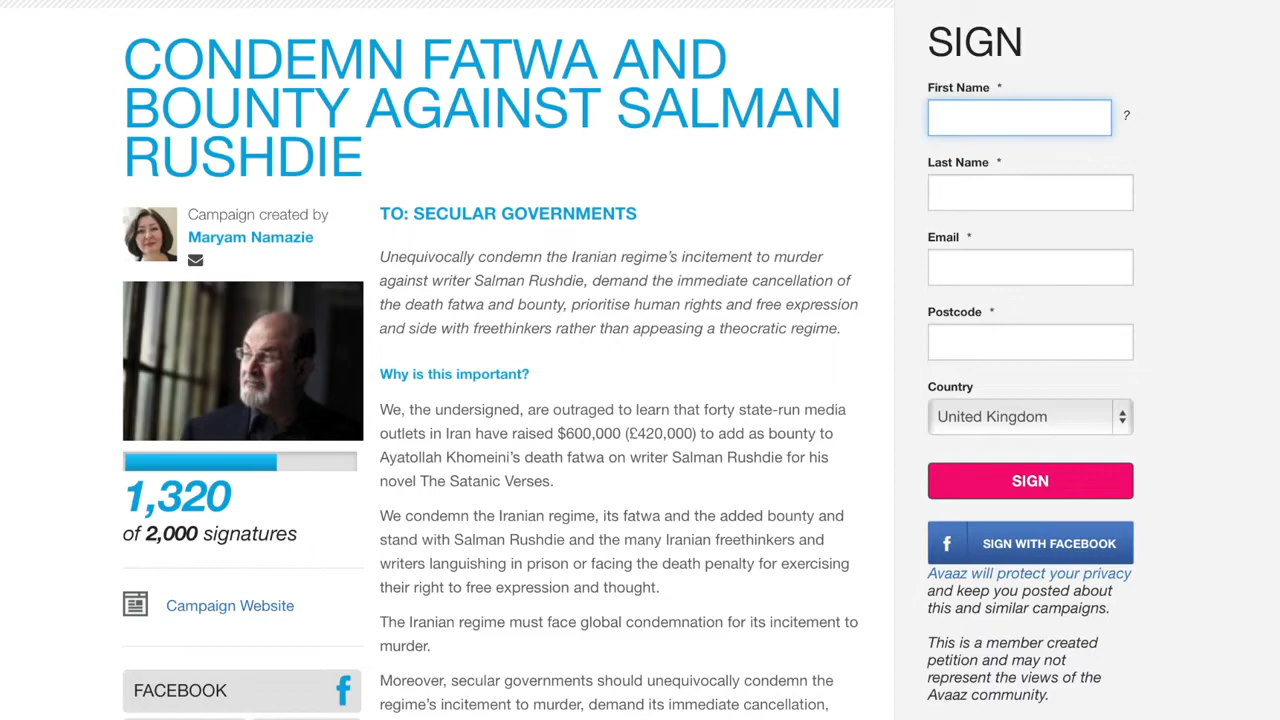 CONDEMN FATWA AND
BOUNTY AGAINST SALMAN
RUSHDIE
Campaign created by
Maryam Namazie
1,320
of 2,000 signatures
Campaign Website
FACEBOOK
TO: SECULAR GOVERNMENTS
Unequivocally condemn the Iranian regime’s incitement to murder
against writer Salman Rushdie, demand the immediate cancellation of
the death fatwa and bounty, prioritise human rights and free expression
and side with freethinkers rather than appeasing a theocratic regime.
Why is this important?
We, the undersigned, are outraged to learn that forty state-run media
outlets in Iran have raised $600,000 (£420,000) to add as bounty to
Ayatollah Khomeini’s death fatwa on writer Salman Rushdie for his
novel The Satanic Verses.
We condemn the Iranian regime, its fatwa and the added bounty and
stand with Salman Rushdie and the many Iranian freethinkers and
writers languishing in prison or facing the death penalty for exercising
their right to free expression and thought.
The Iranian regime must face global condemnation for its incitement to
murder.
Moreover, secular governments should unequivocally condemn the
regime’s incitement to murder, demand its immediate cancellation,
SIGN
First Name *
?
Last Name *
Email *
Postcode *
Country
United Kingdom
SIGN
f SIGN WITH FACEBOOK
Avaaz will protect your privacy
and keep you posted about
this and similar campaigns.
This is a member created
petition and may not
represent the views of the
Avaaz community.